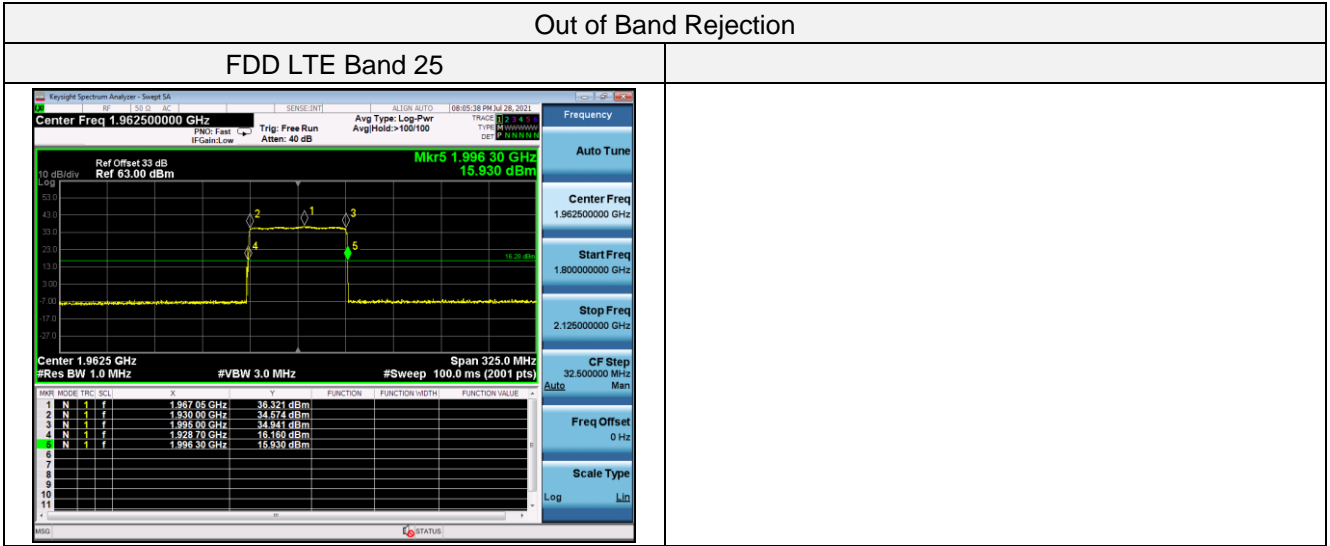 Out of Band Rejection
FDD LTE Band 25
Keysight Spectrum Analyzer - Swept SA
RF 50 Ω AC SENSE:INT ALIGN AUTO 08:05:38 PM Jul 28, 2021
Center Freq 1.962500000 GHz
PNO: Fast
IFGain:Low
Trig: Free Run
Atten: 40 dB
Avg Type: Log-Pwr
Avg|Hold:>100/100
TRACE 1 2 3 4 5 6
TYPE M WWWWW
DET P N N N N N
Ref Offset 33 dB
10 dB/div Ref 63.00 dBm
Log
Mkr5 1.996 30 GHz
15.930 dBm
53.0
43.0
33.0
23.0
13.0
3.00
-7.00
-17.0
-27.0
2 1 3
4 5
16.28 dBm
Center 1.9625 GHz Span 325.0 MHz
#Res BW 1.0 MHz #VBW 3.0 MHz #Sweep 100.0 ms (2001 pts)
MKR MODE TRC SCL X Y FUNCTION FUNCTION WIDTH FUNCTION VALUE
1 N 1 f 1.967 05 GHz 36.321 dBm
2 N 1 f 1.930 00 GHz 34.574 dBm
3 N 1 f 1.995 00 GHz 34.941 dBm
4 N 1 f 1.928 70 GHz 16.160 dBm
5 N 1 f 1.996 30 GHz 15.930 dBm
6
7
8
9
10
11
MSG STATUS
Frequency
Auto Tune
Center Freq
1.962500000 GHz
Start Freq
1.800000000 GHz
Stop Freq
2.125000000 GHz
CF Step
32.500000 MHz
Auto Man
Freq Offset
0 Hz
Scale Type
Log Lin